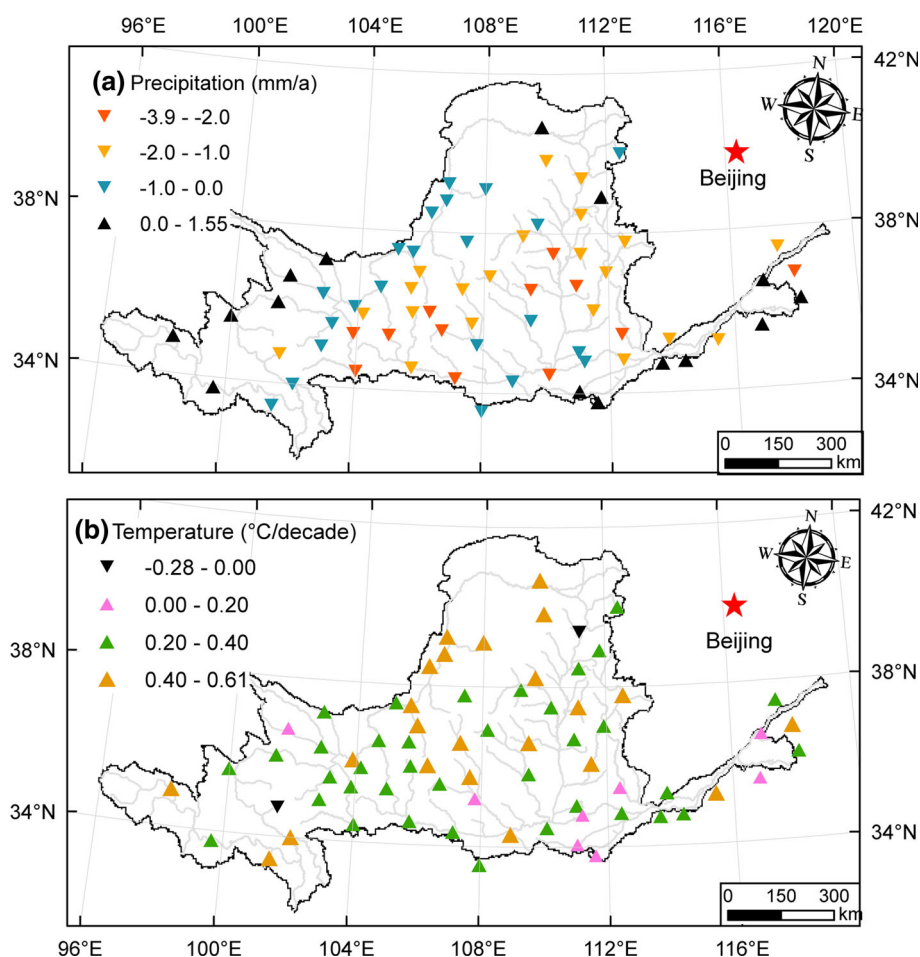 96°E 100°E 104°E 108°E 112°E 116°E 120°E
42°N
(a) Precipitation (mm/a)
-3.9 - -2.0
-2.0 - -1.0
-1.0 - 0.0
0.0 - 1.55
N
W E
S
Beijing
38°N
38°N
34°N
34°N
0 150 300
km
(b) Temperature (°C/decade)
-0.28 - 0.00
0.00 - 0.20
0.20 - 0.40
0.40 - 0.61
42°N
N
W E
S
Beijing
38°N
38°N
34°N
34°N
0 150 300
km
96°E 100°E 104°E 108°E 112°E 116°E